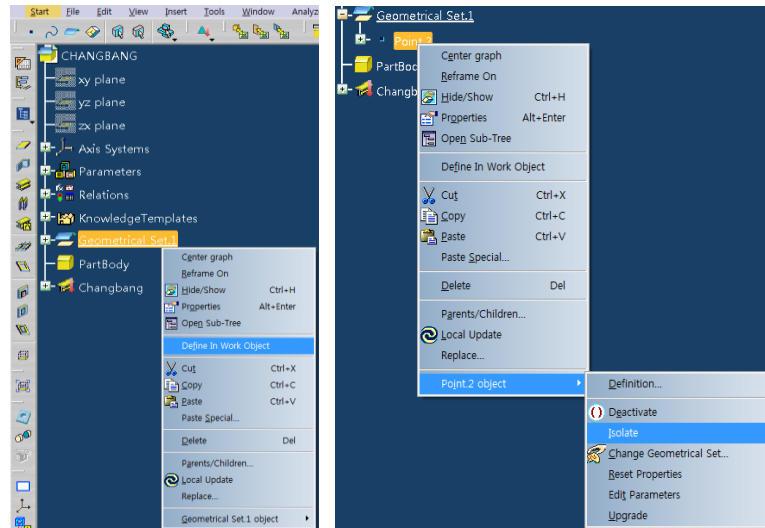 Start File Edit View Insert Tools Window Analyz
CHANGBANG
xy plane
yz plane
zx plane
Axis Systems
Parameters
Relations
KnowledgeTemplates
Geometrical Set.1
PartBody
Changbang
Center graph
Reframe On
Hide/Show Ctrl+H
Properties Alt+Enter
Open Sub-Tree
Define In Work Object
Cut Ctrl+X
Copy Ctrl+C
Paste Ctrl+V
Paste Special...
Delete Del
Parents/Children...
Local Update
Replace...
Geometrical Set.1 object
Geometrical Set.1
Point.2
PartBod
Changb
Center graph
Reframe On
Hide/Show Ctrl+H
Properties Alt+Enter
Open Sub-Tree
Define In Work Object
Cut Ctrl+X
Copy Ctrl+C
Paste Ctrl+V
Paste Special...
Delete Del
Parents/Children...
Local Update
Replace...
Point.2 object
Definition...
Deactivate
Isolate
Change Geometrical Set...
Reset Properties
Edit Parameters
Upgrade